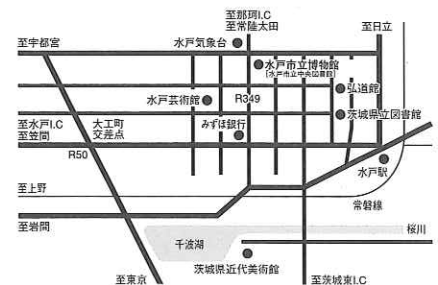 至那珂I.C
至常陸太田
至日立
至宇都宮
水戸気象台
水戸市立博物館
[水戸市立中央図書館]
弘道館
水戸芸術館
R349
茨城県立図書館
至水戸I.C
至笠間
大工町
交差点
みずほ銀行
R50
水戸駅
至上野
常磐線
至岩間
桜川
千波湖
茨城県近代美術館
至東京
至茨城東I.C